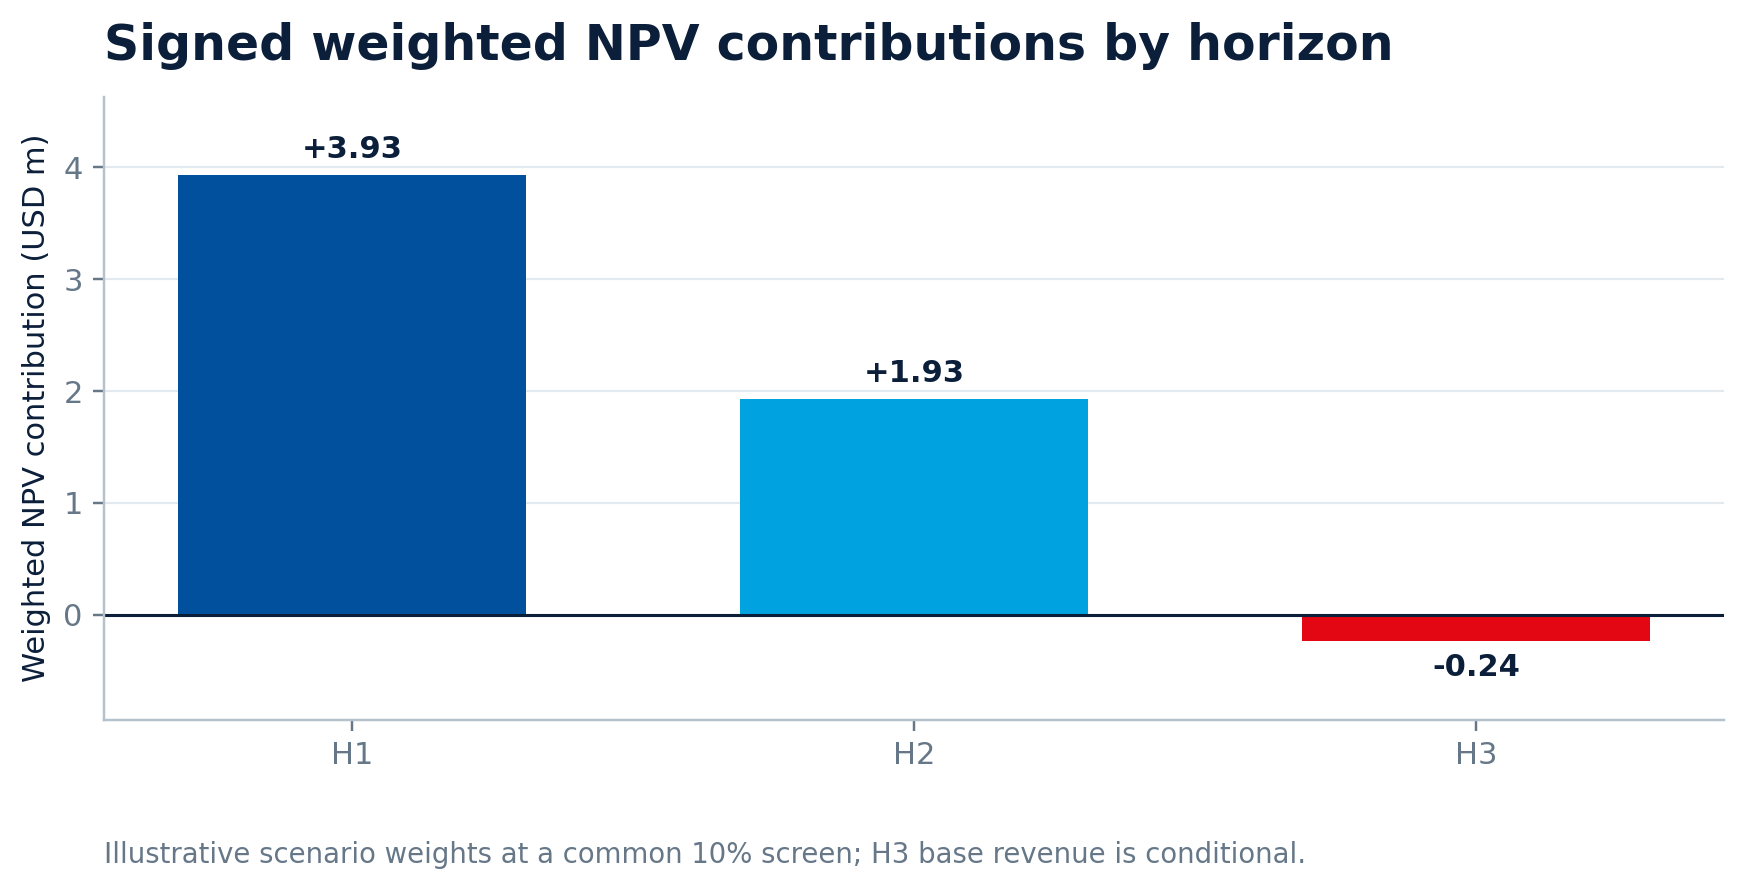 Signed weighted NPV contributions by horizon
Weighted NPV contribution (USD m)
4
3
2
1
0
+3.93
+1.93
-0.24
H1
H2
H3
Illustrative scenario weights at a common 10% screen; H3 base revenue is conditional.